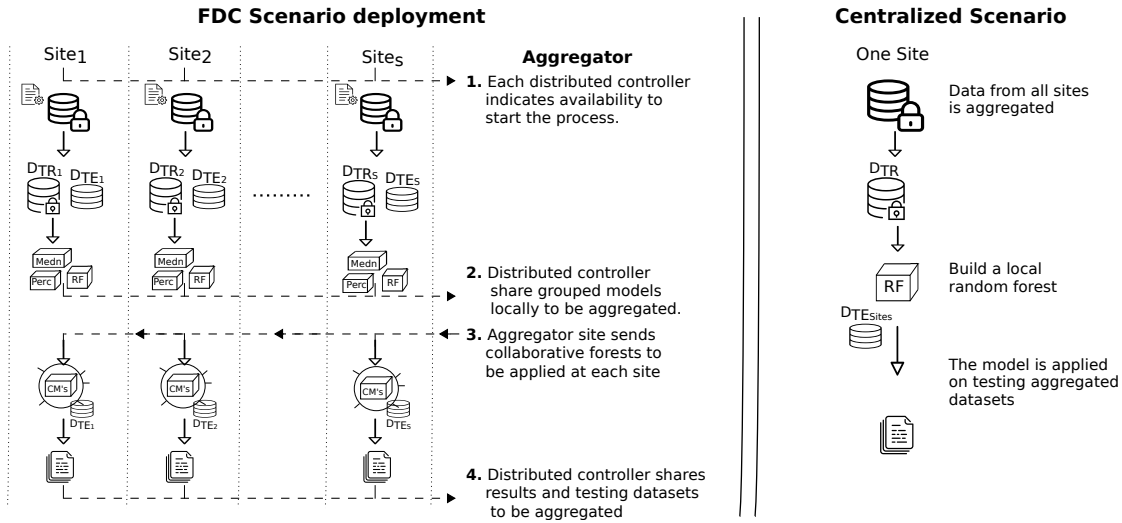 FDC Scenario deployment
Site1
Site2
SiteS
Aggregator
1. Each distributed controller
indicates availability to
start the process.
DTR1
DTE1
DTR2
DTE2
.........
DTRS
DTES
Medn
Perc
RF
Medn
Perc
RF
Medn
Perc
RF
2. Distributed controller
share grouped models
locally to be aggregated.
3. Aggregator site sends
collaborative forests to
be applied at each site
CM's
DTE1
CM's
DTE2
CM's
DTES
4. Distributed controller shares
results and testing datasets
to be aggregated
Centralized Scenario
One Site
Data from all sites
is aggregated
DTR
RF
Build a local
random forest
DTESites
The model is applied
on testing aggregated
datasets